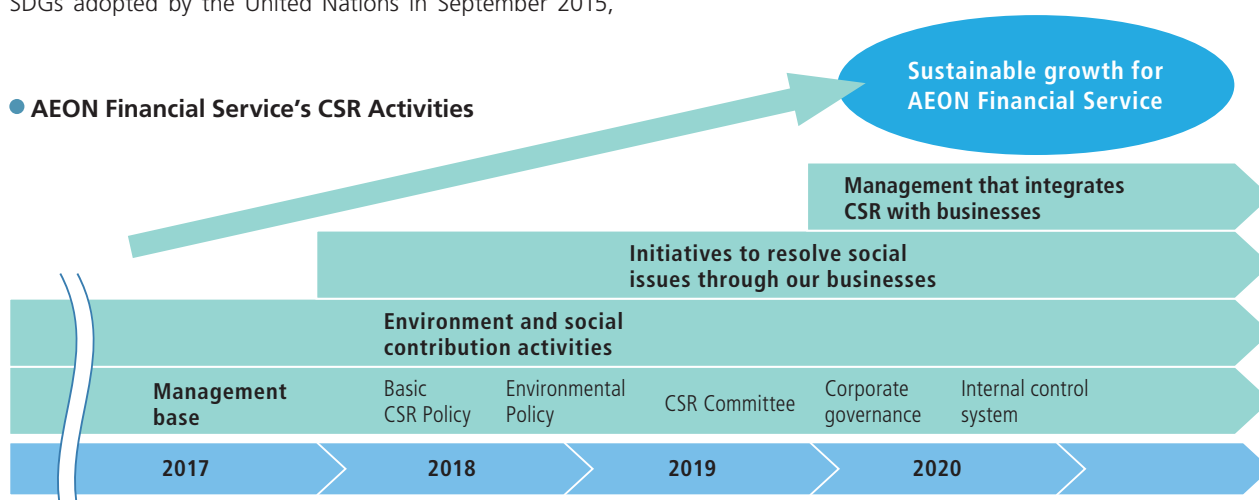 SDGs adopted by the United Nations in September 2015,
Sustainable growth for
AEON Financial Service
AEON Financial Service's CSR Activities
Management that integrates
CSR with businesses
Initiatives to resolve social
issues through our businesses
Environment and social
contribution activities
Management
base
Basic
CSR Policy
Environmental
Policy
CSR Committee
Corporate
governance
Internal control
system
2017
2018
2019
2020